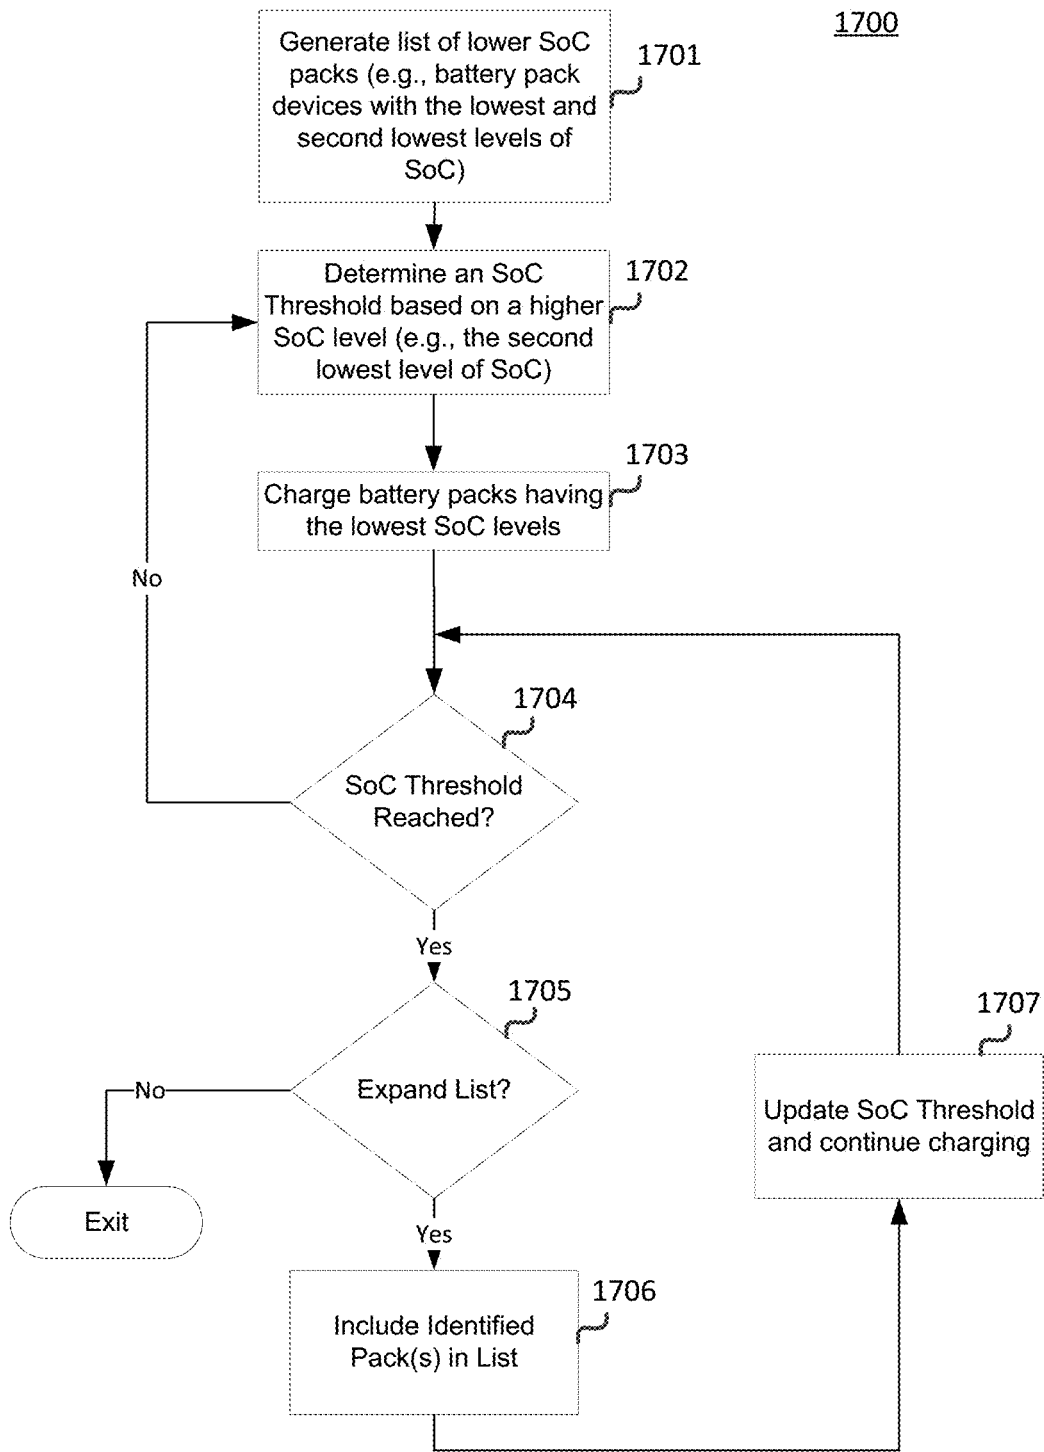 1700
Generate list of lower SoC
packs (e.g., battery pack
devices with the lowest and
second lowest levels of
SoC)
1701
Determine an SoC
Threshold based on a higher
SoC level (e.g., the second
lowest level of SoC)
1702
Charge battery packs having
the lowest SoC levels
1703
No
1704
SoC Threshold
Reached?
Yes
1705
Expand List?
No
Exit
Yes
1706
Include Identified
Pack(s) in List
1707
Update SoC Threshold
and continue charging